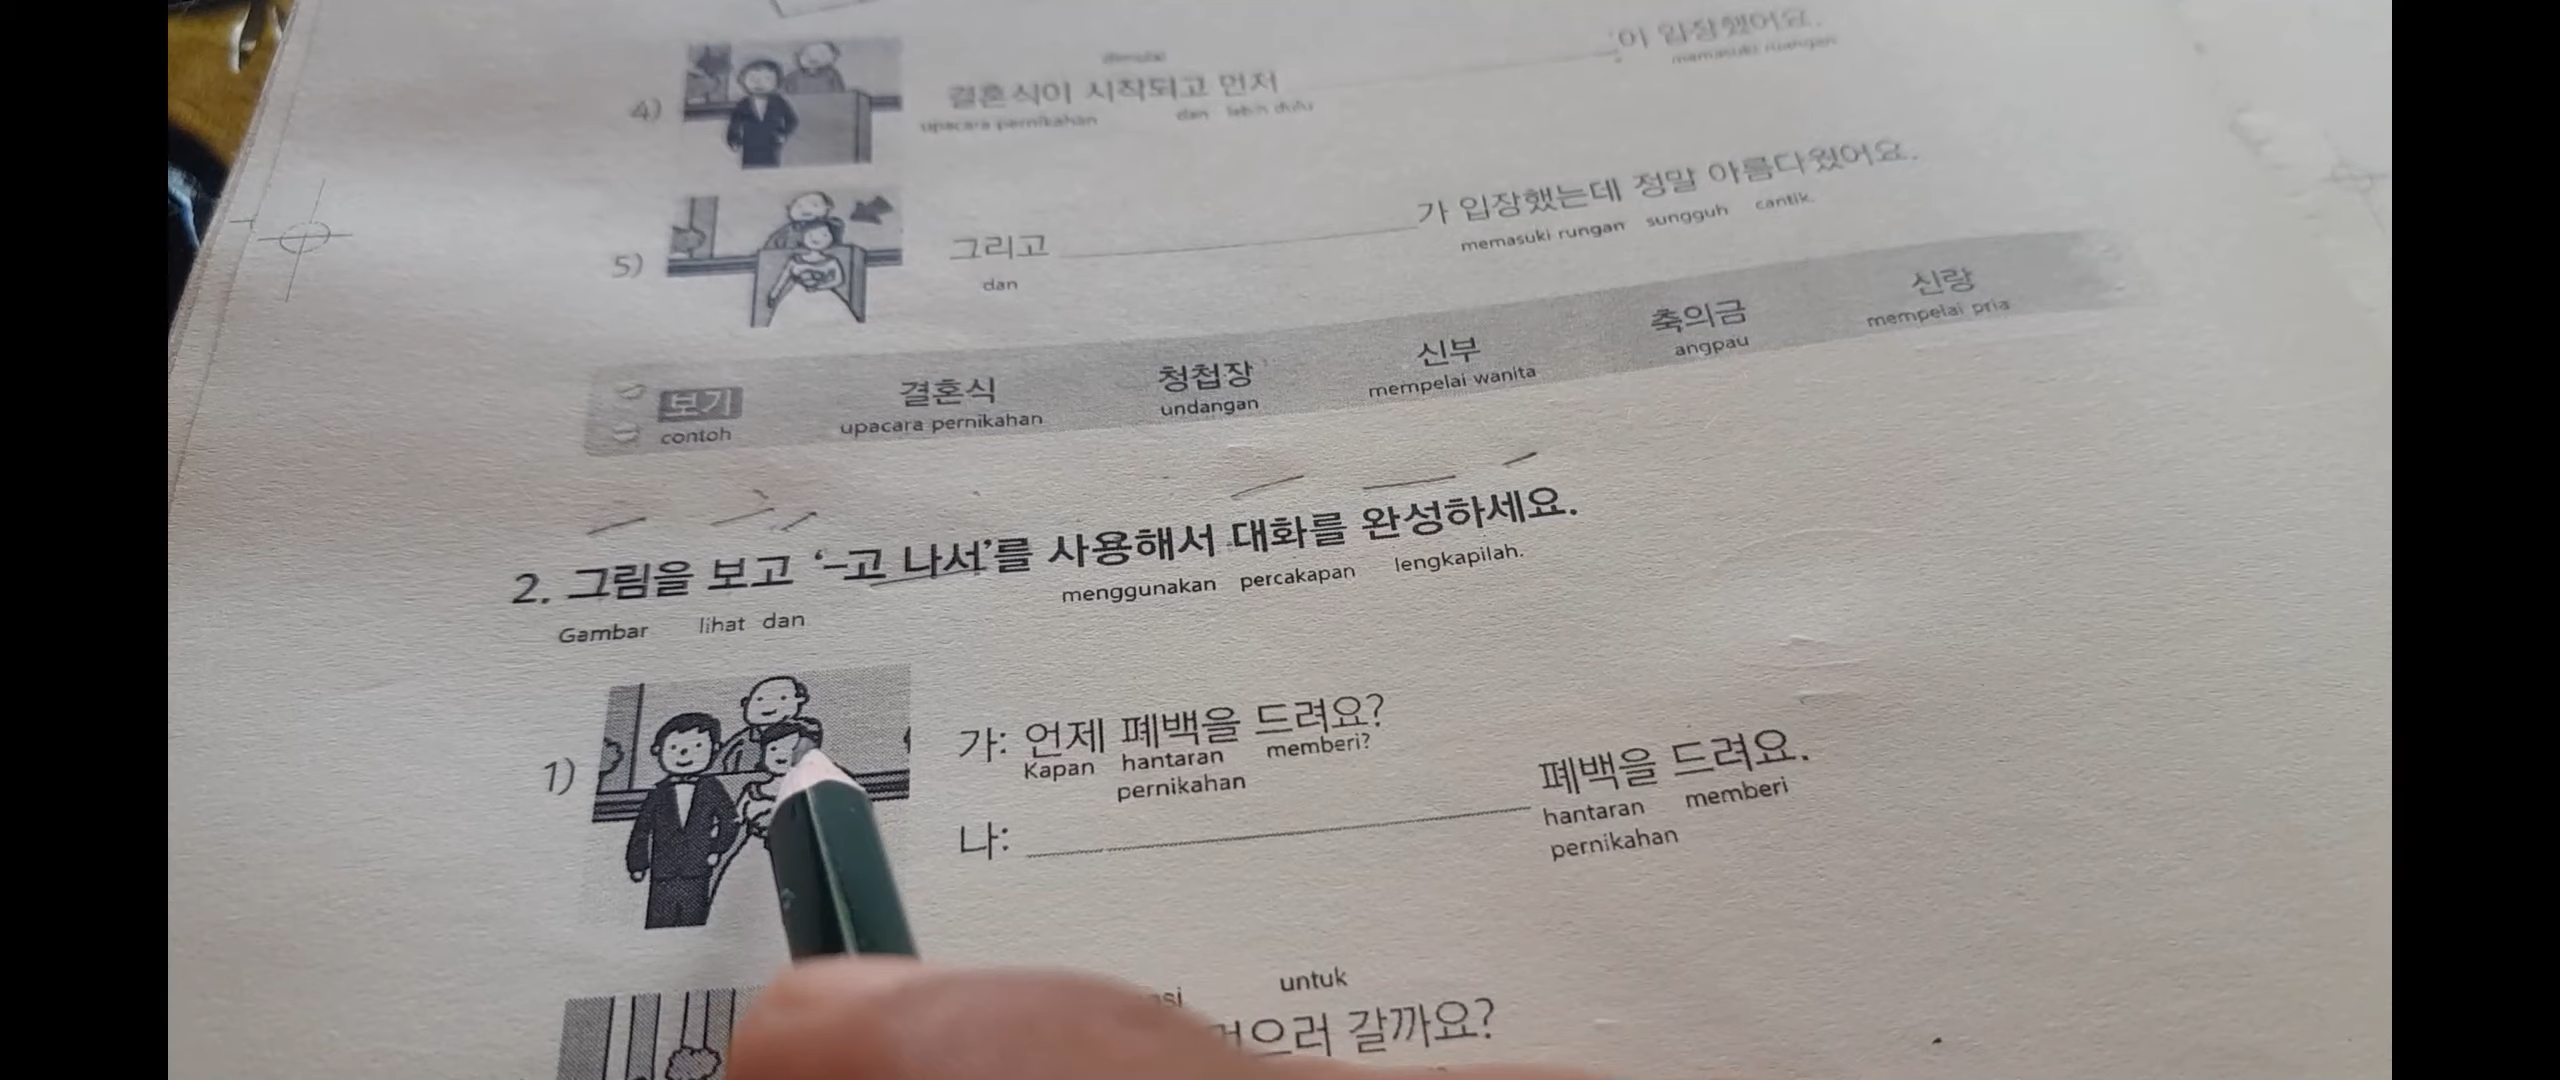 4) 결혼식이 시작되고 먼저 이 입장했어요.
upacara pernikahan dan lebih dulu memasuki ruangan
5) 그리고 가 입장했는데 정말 아름다웠어요.
dan memasuki rungan sungguh cantik.
보기 결혼식 청첩장 신부 축의금 신랑
contoh upacara pernikahan undangan mempelai wanita angpau mempelai pria
2. 그림을 보고 ‘-고 나서’를 사용해서 대화를 완성하세요.
Gambar lihat dan menggunakan percakapan lengkapilah.
1) 가: 언제 폐백을 드려요?
Kapan hantaran memberi?
pernikahan
나: 폐백을 드려요.
hantaran memberi
pernikahan
untuk
갈까요?